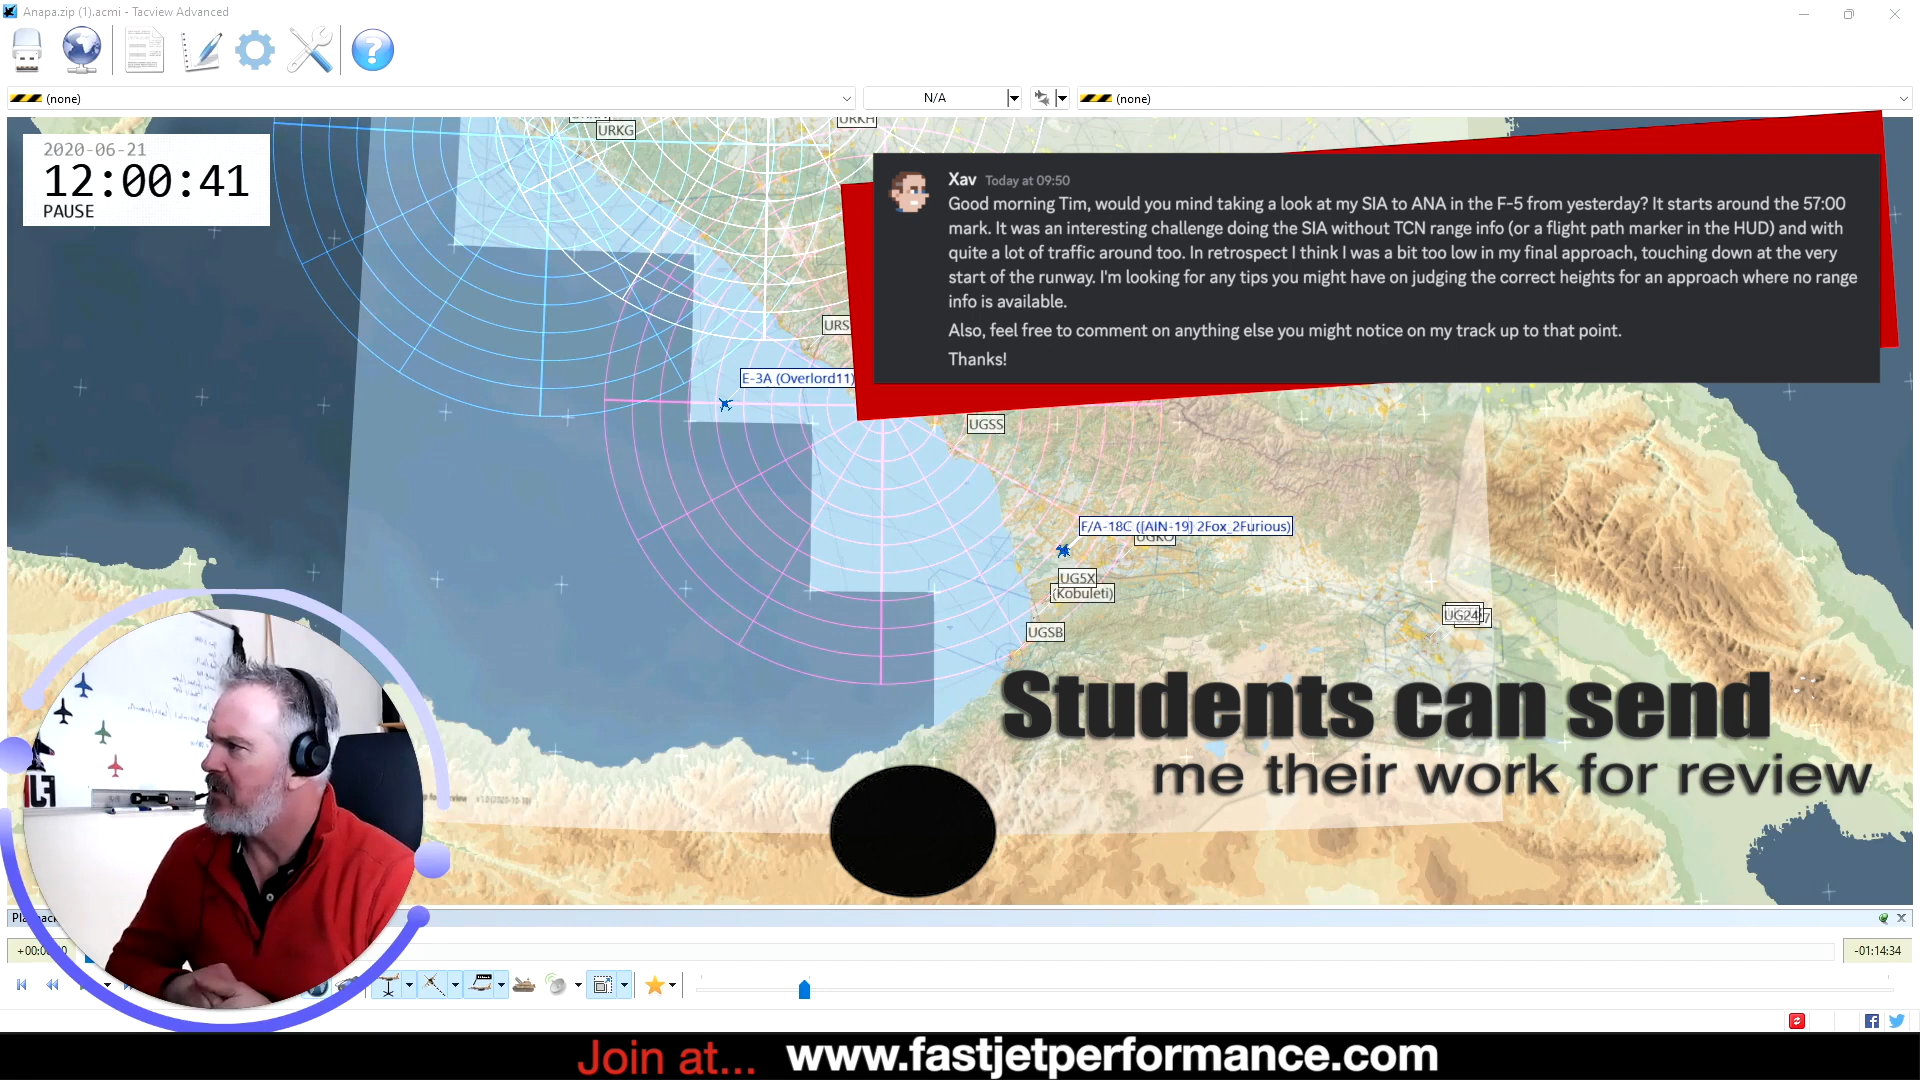 Anapa.zip (1).acmi - Tacview Advanced
(none)
N/A
(none)
2020-06-21
12:00:41
PAUSE
URKG
URKH
Xav Today at 09:50
Good morning Tim, would you mind taking a look at my SIA to ANA in the F-5 from yesterday? It starts around the 57:00
mark. It was an interesting challenge doing the SIA without TCN range info (or a flight path marker in the HUD) and with
quite a lot of traffic around too. In retrospect I think I was a bit too low in my final approach, touching down at the very
start of the runway. I'm looking for any tips you might have on judging the correct heights for an approach where no range
info is available.
Also, feel free to comment on anything else you might notice on my track up to that point.
Thanks!
URS
E-3A (Overlord11)
UGSS
F/A-18C ([AIN-19] 2Fox_2Furious)
UGKO
UG5X
(Kobuleti)
UG24
UGSB
Students can send
me their work for review
-01:14:34
Join at... www.fastjetperformance.com